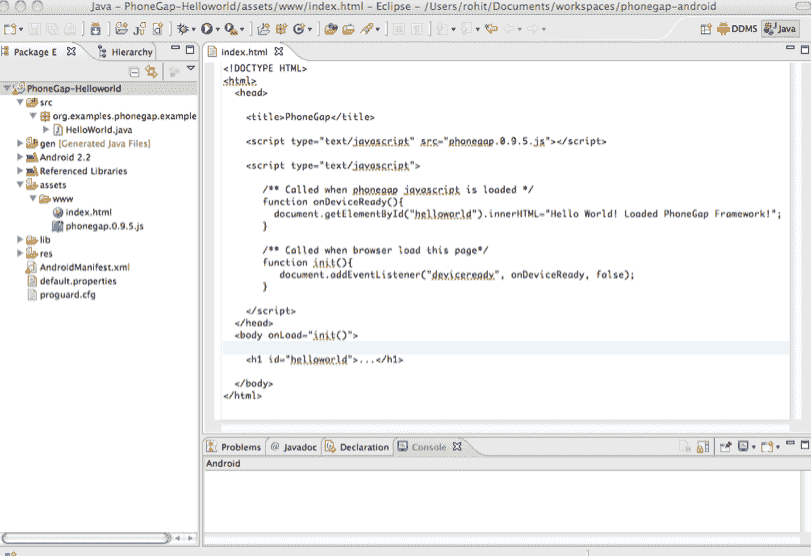 Java – PhoneGap-Helloworld/assets/www/index.html – Eclipse – /Users/rohit/Documents/workspaces/phonegap-android
DDMS
Java
Package E
Hierarchy
PhoneGap-Helloworld
src
org.examples.phonegap.example
HelloWorld.java
gen [Generated Java Files]
Android 2.2
Referenced Libraries
assets
www
index.html
phonegap.0.9.5.js
lib
res
AndroidManifest.xml
default.properties
proguard.cfg
index.html
<!DOCTYPE HTML>
<html>
<head>
<title>PhoneGap</title>
<script type="text/javascript" src="phonegap.0.9.5.js"></script>
<script type="text/javascript">
/** Called when phonegap javascript is loaded */
function onDeviceReady(){
document.getElementById("helloworld").innerHTML="Hello World! Loaded PhoneGap Framework!";
}
/** Called when browser load this page*/
function init(){
document.addEventListener("deviceready", onDeviceReady, false);
}
</script>
</head>
<body onLoad="init()">
<h1 id="helloworld">...</h1>
</body>
</html>
Problems
@ Javadoc
Declaration
Console
Android